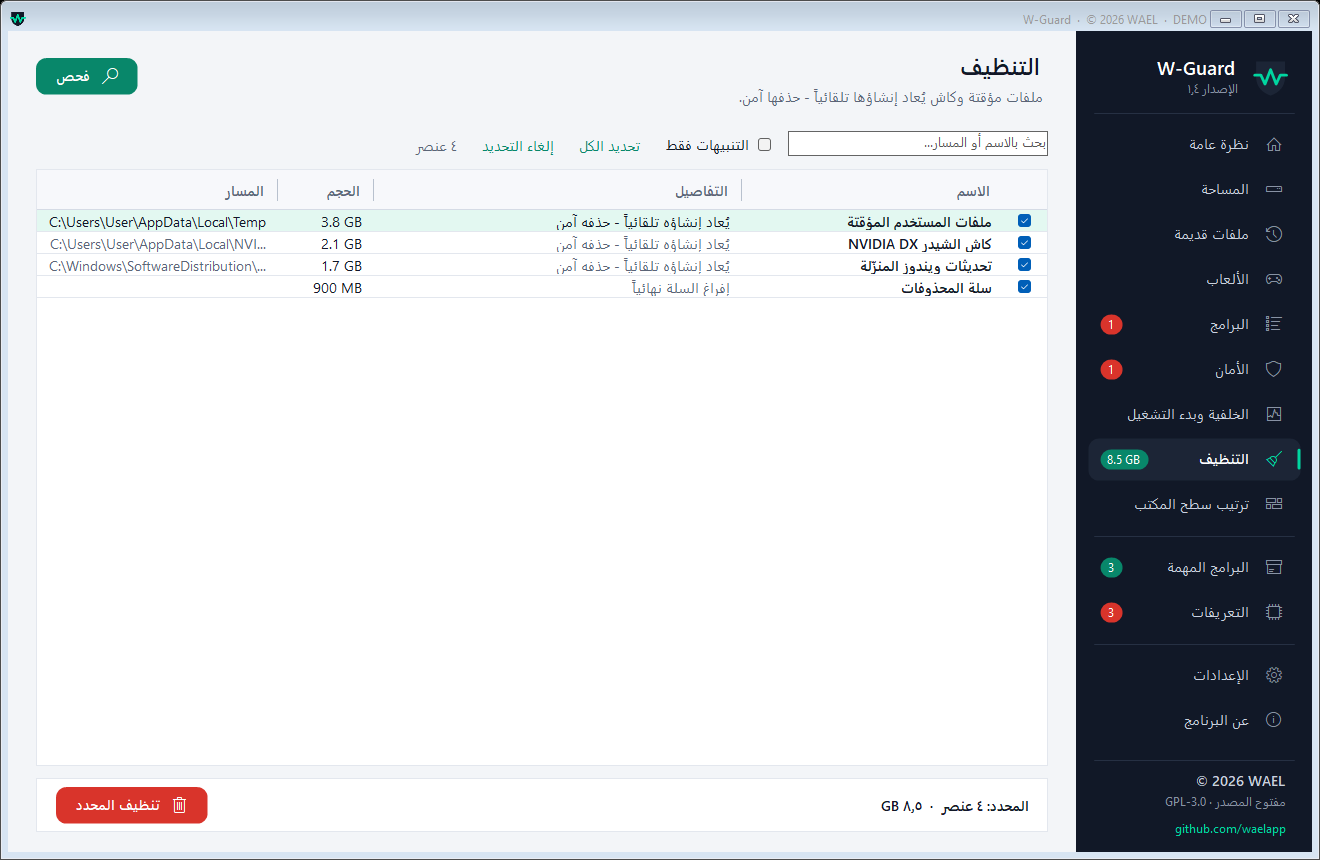 W-Guard · © 2026 WAEL · DEMO
W-Guard
الإصدار ١,٤
نظرة عامة
المساحة
ملفات قديمة
الألعاب
البرامج 1
الأمان 1
الخلفية وبدء التشغيل
التنظيف 8.5 GB
ترتيب سطح المكتب
البرامج المهمة 3
التعريفات 3
الإعدادات
عن البرنامج
© 2026 WAEL
مفتوح المصدر · GPL-3.0
github.com/waelapp
التنظيف
ملفات مؤقتة وكاش يُعاد إنشاؤها تلقائياً - حذفها آمن.
فحص
بحث بالاسم أو المسار... التنبيهات فقط تحديد الكل إلغاء التحديد ٤ عنصر
الاسم التفاصيل الحجم المسار
ملفات المستخدم المؤقتة يُعاد إنشاؤه تلقائياً - حذفه آمن 3.8 GB C:\Users\User\AppData\Local\Temp
كاش الشيدر NVIDIA DX يُعاد إنشاؤه تلقائياً - حذفه آمن 2.1 GB C:\Users\User\AppData\Local\NVI...
تحديثات ويندوز المنزّلة يُعاد إنشاؤه تلقائياً - حذفه آمن 1.7 GB C:\Windows\SoftwareDistribution\...
سلة المحذوفات إفراغ السلة نهائياً 900 MB
المحدد: ٤ عنصر · ٨,٥ GB
تنظيف المحدد